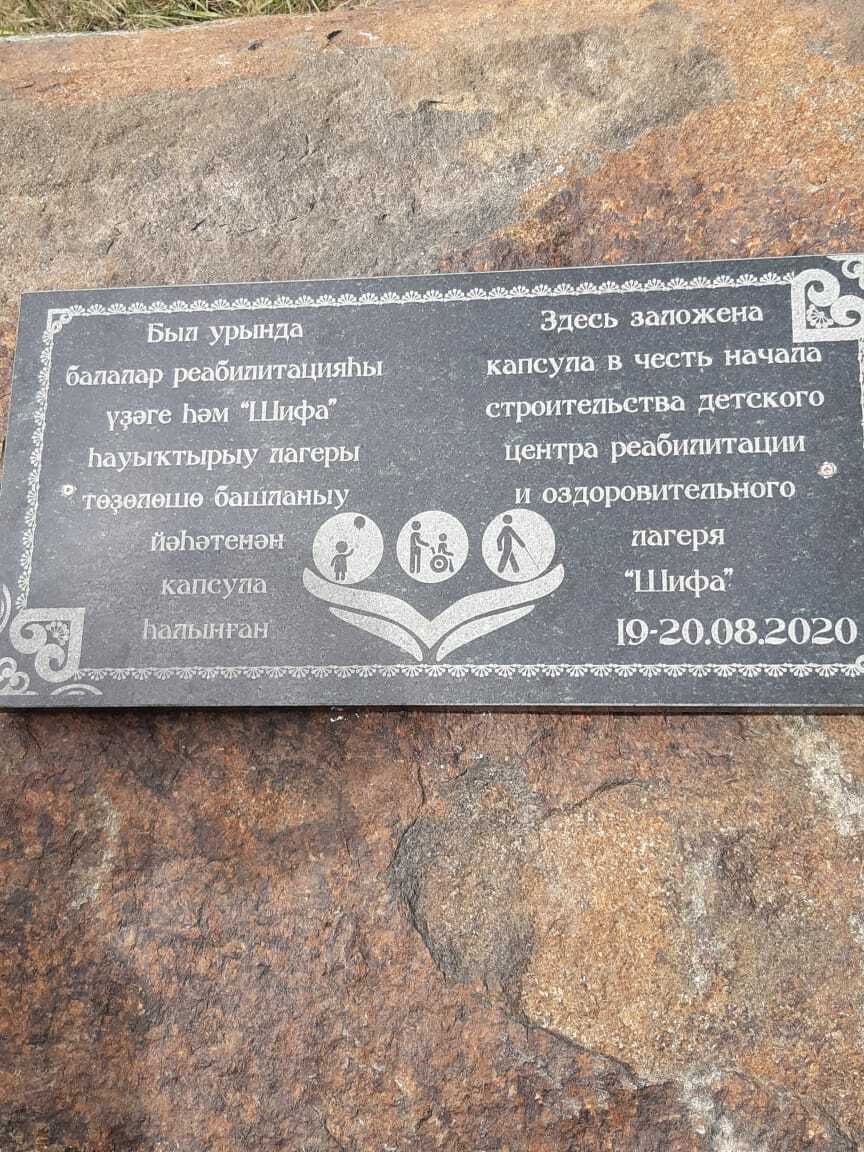 Был урында
балалар реабилитацияһы
үҙәге һәм “Шифа”
һауыҡтырыу лагеры
төҙөлөшө башланыу
йәһәтенән
капсула
һалынған
Здесь заложена
капсула в честь начала
строительства детского
центра реабилитации
и оздоровительного
лагеря
“Шифа”
19-20.08.2020